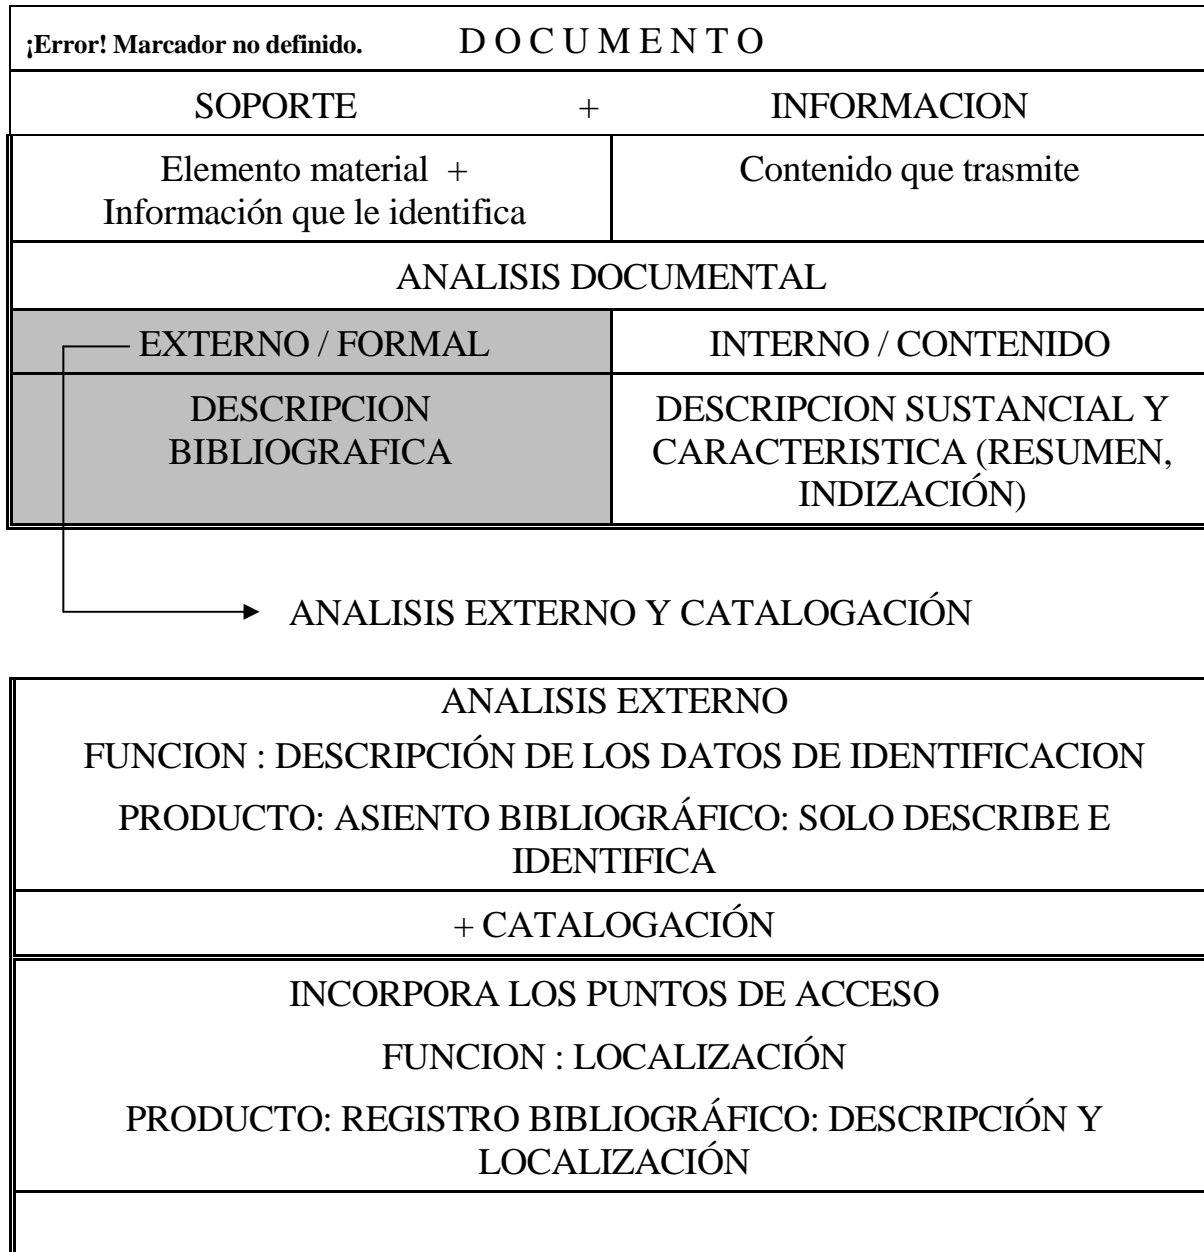 ¡Error! Marcador no definido. D O C U M E N T O
SOPORTE + INFORMACION
Elemento material +
Información que le identifica
Contenido que trasmite
ANALISIS DOCUMENTAL
EXTERNO / FORMAL
INTERNO / CONTENIDO
DESCRIPCION
BIBLIOGRAFICA
DESCRIPCION SUSTANCIAL Y
CARACTERISTICA (RESUMEN,
INDIZACIÓN)
ANALISIS EXTERNO Y CATALOGACIÓN
ANALISIS EXTERNO
FUNCION : DESCRIPCIÓN DE LOS DATOS DE IDENTIFICACION
PRODUCTO: ASIENTO BIBLIOGRÁFICO: SOLO DESCRIBE E
IDENTIFICA
+ CATALOGACIÓN
INCORPORA LOS PUNTOS DE ACCESO
FUNCION : LOCALIZACIÓN
PRODUCTO: REGISTRO BIBLIOGRÁFICO: DESCRIPCIÓN Y
LOCALIZACIÓN